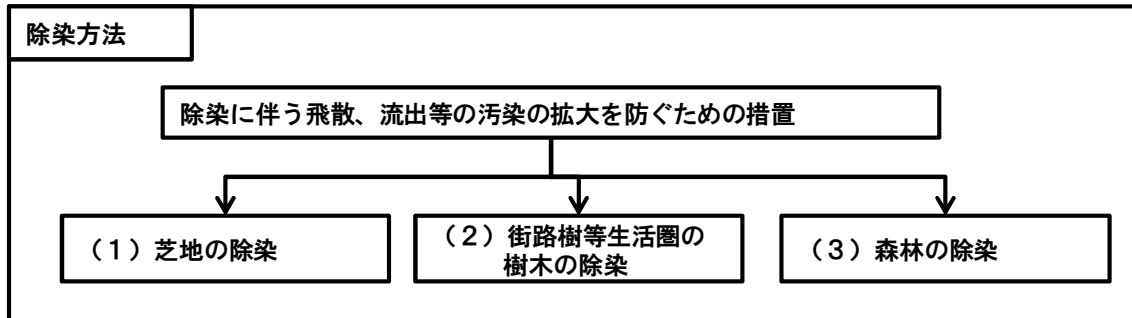 除染方法
除染に伴う飛散、流出等の汚染の拡大を防ぐための措置
（１）芝地の除染
（２）街路樹等生活圏の
樹木の除染
（３）森林の除染